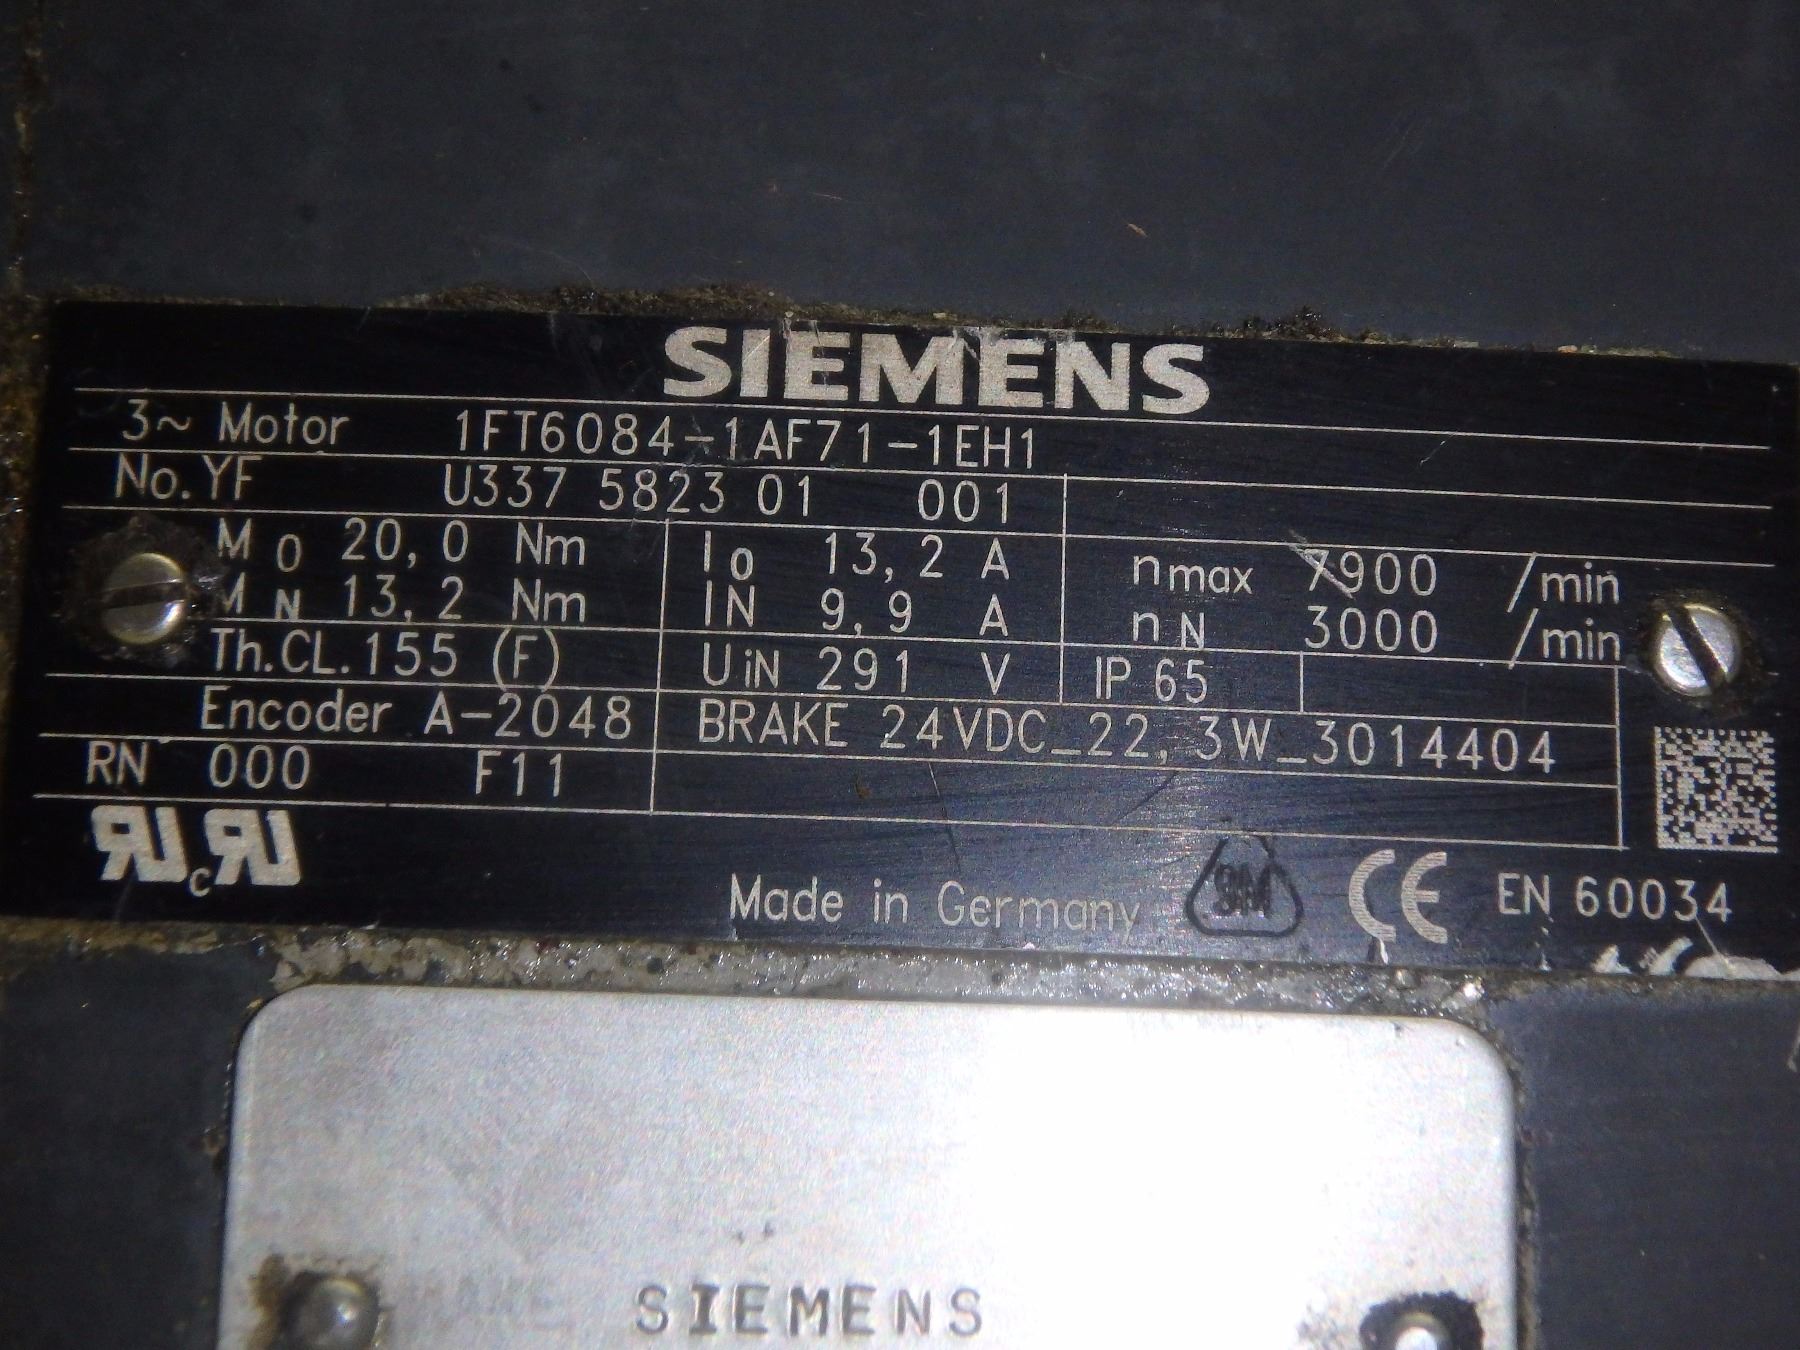 SIEMENS
3~ Motor 1FT6084-1AF71-1EH1
No. YF U337 5823 01 001
M0 20,0 Nm I0 13,2 A nmax 7900 /min
MN 13,2 Nm IN 9,9 A nN 3000 /min
Th.CL.155 (F) UiN 291 V IP 65
Encoder A-2048 BRAKE 24VDC_22,3W_3014404
RN 000 F11
Made in Germany CE EN 60034
SIEMENS